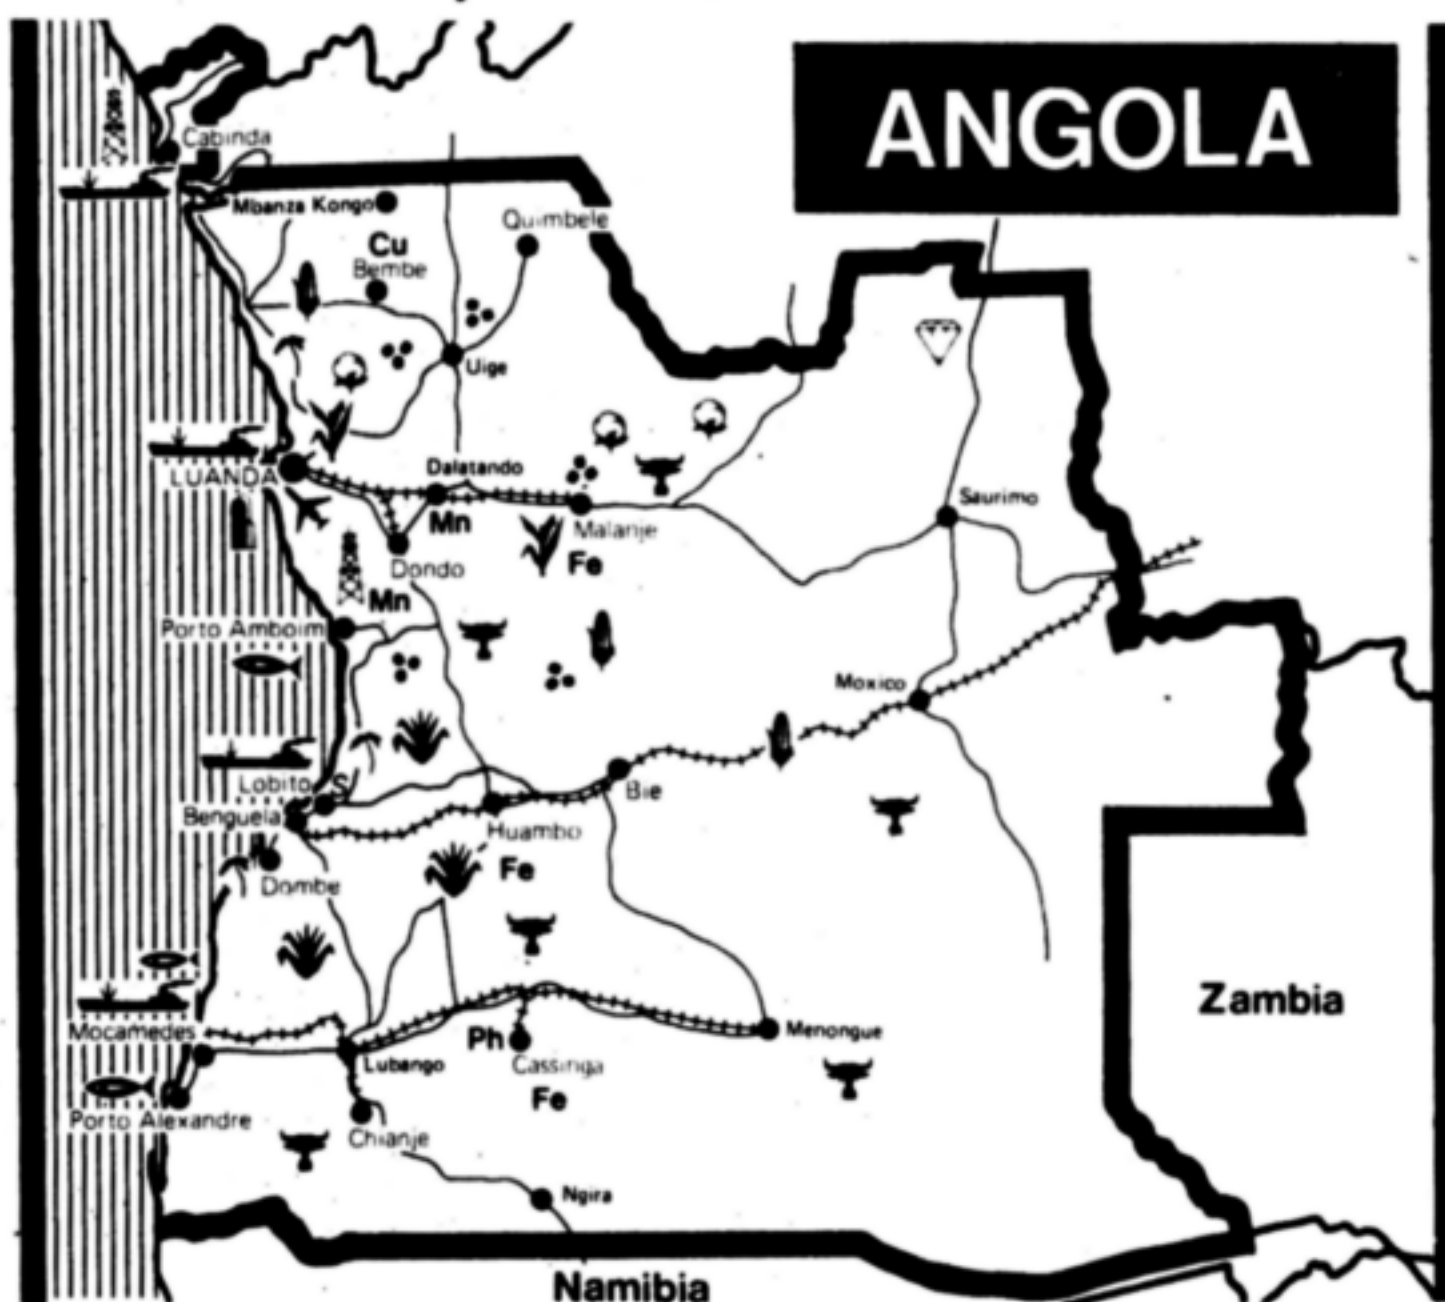 ANGOLA
Cabinda
Mbanza Kongo
Quimbele
Cu
Bembe
Uige
LUANDA
Dalatando
Saurimo
Mn
Malanje
Dondo
Fe
Mn
Porto Amboim
Moxico
Lobito
S
Bie
Benguela
Huambo
Fe
Dombe
Zambia
Mocamedes
Ph
Menongue
Lubango
Cassinga
Fe
Porto Alexandre
Chianje
Ngira
Namibia